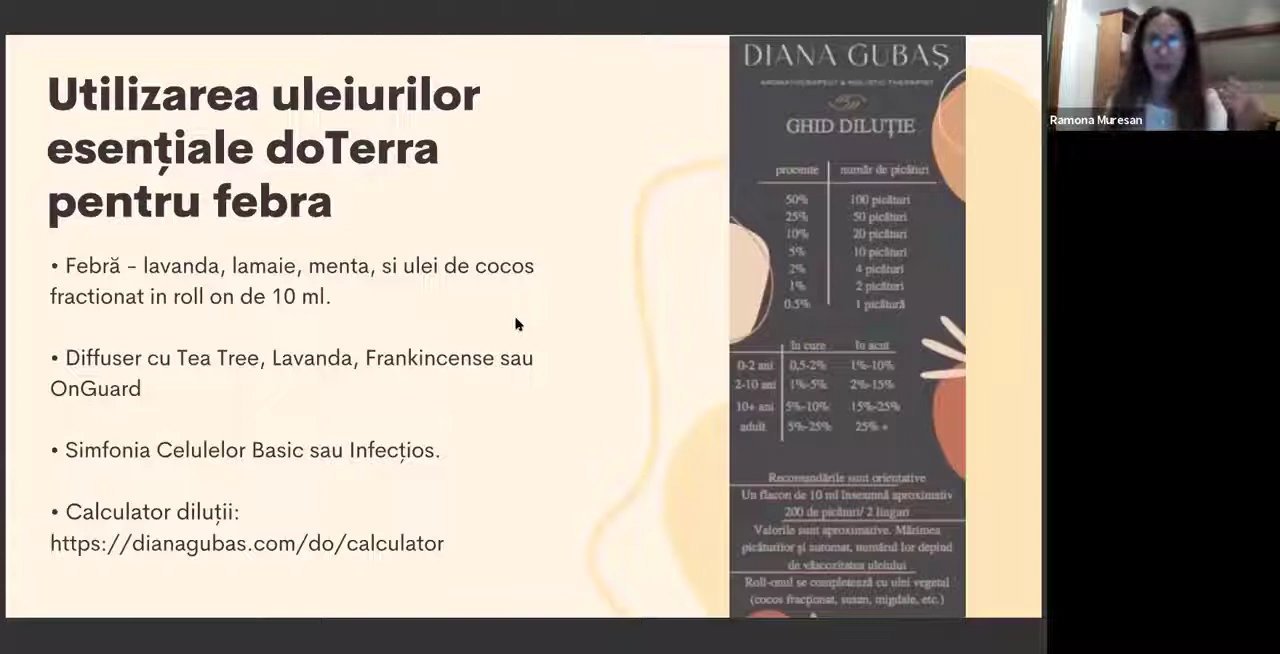 Utilizarea uleiurilor
esențiale doTerra
pentru febra
• Febră - lavanda, lamaie, menta, si ulei de cocos
fractionat in roll on de 10 ml.
• Diffuser cu Tea Tree, Lavanda, Frankincense sau
OnGuard
• Simfonia Celulelor Basic sau Infecțios.
• Calculator diluții:
https://dianagubas.com/do/calculator
DIANA GUBAȘ
AROMATHERAPIST & HOLISTIC THERAPIST
GHID DILUȚIE
procente număr de picături
50% 100 picături
25% 50 picături
10% 20 picături
5% 10 picături
2% 4 picături
1% 2 picături
0.5% 1 picătură
în cure în acut
0-2 ani 0,5-2% 1%-10%
2-10 ani 1%-5% 2%-15%
10+ ani 5%-10% 15%-25%
adult 5%-25% 25% +
Recomandările sunt orientative
Un flacon de 10 ml înseamnă aproximativ
200 de picături/ 2 linguri
Valorile sunt aproximative. Mărimea
picăturilor și automat, numărul lor depind
de vâscozitatea uleiului
Roll-onul se completează cu ulei vegetal
(cocos fracționat, susan, migdale, etc.)
Ramona Muresan